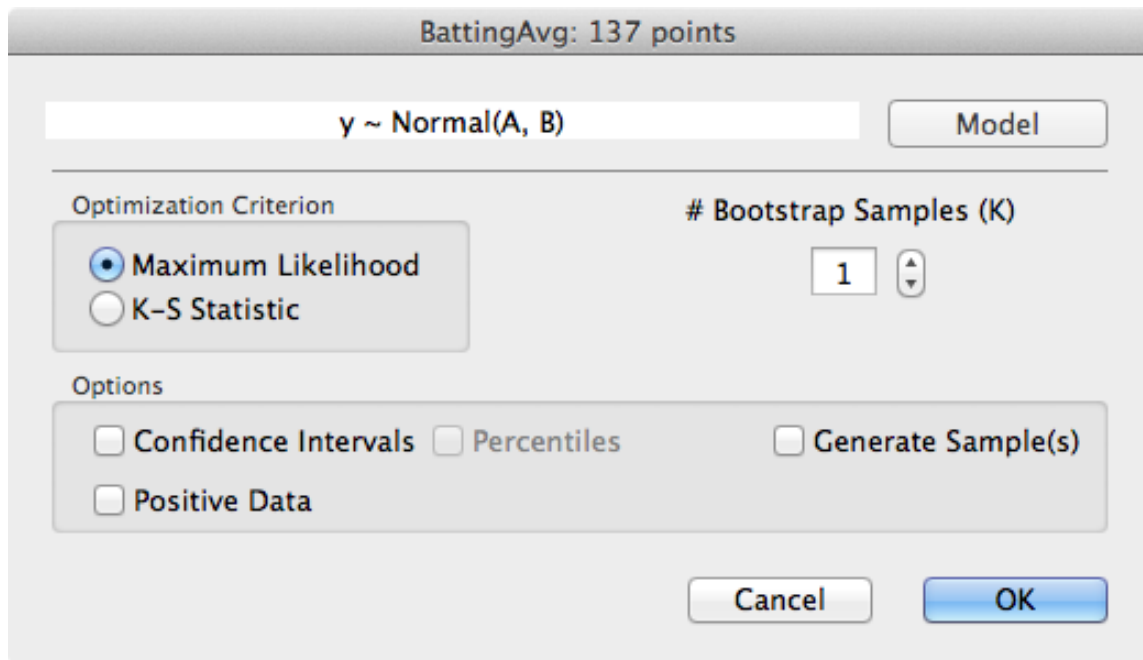 BattingAvg: 137 points
y ~ Normal(A, B)
Model
Optimization Criterion
# Bootstrap Samples (K)
Maximum Likelihood
1
K-S Statistic
Options
Confidence Intervals
Percentiles
Generate Sample(s)
Positive Data
Cancel
OK